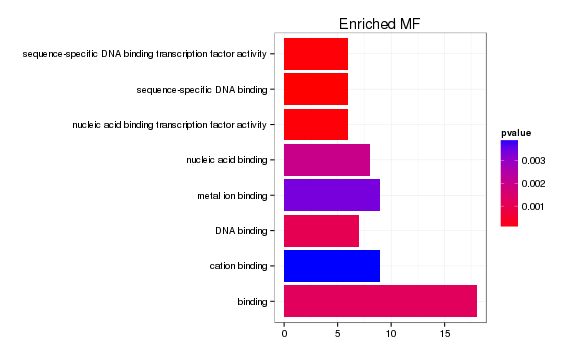 Enriched MF
sequence-specific DNA binding transcription factor activity
sequence-specific DNA binding
nucleic acid binding transcription factor activity
nucleic acid binding
metal ion binding
DNA binding
cation binding
binding
0 5 10 15
pvalue
0.003
0.002
0.001